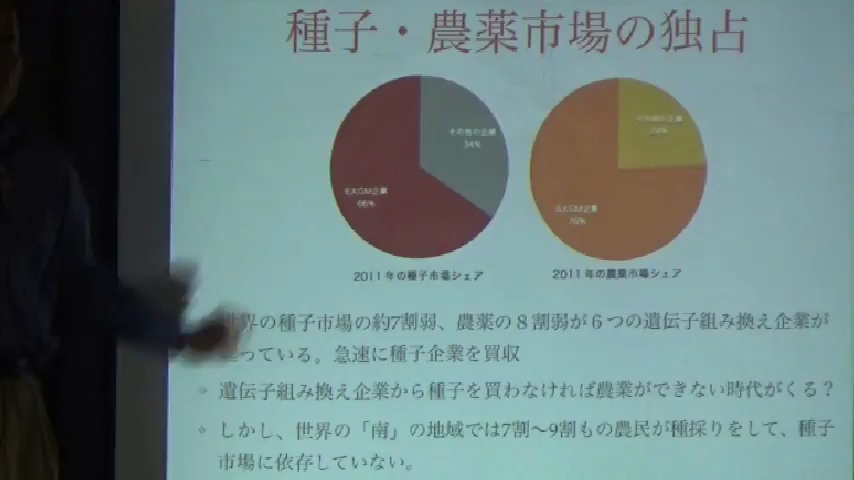 種子・農薬市場の独占
その他の企業
34%
6大GM企業
66%
その他の企業
24%
6大GM企業
76%
2011年の種子市場シェア
2011年の農薬市場シェア
世界の種子市場の約7割弱、農薬の８割弱が６つの遺伝子組み換え企業が
っている。急速に種子企業を買収
遺伝子組み換え企業から種子を買わなければ農業ができない時代がくる？
しかし、世界の「南」の地域では7割〜9割もの農民が種採りをして、種子
市場に依存していない。